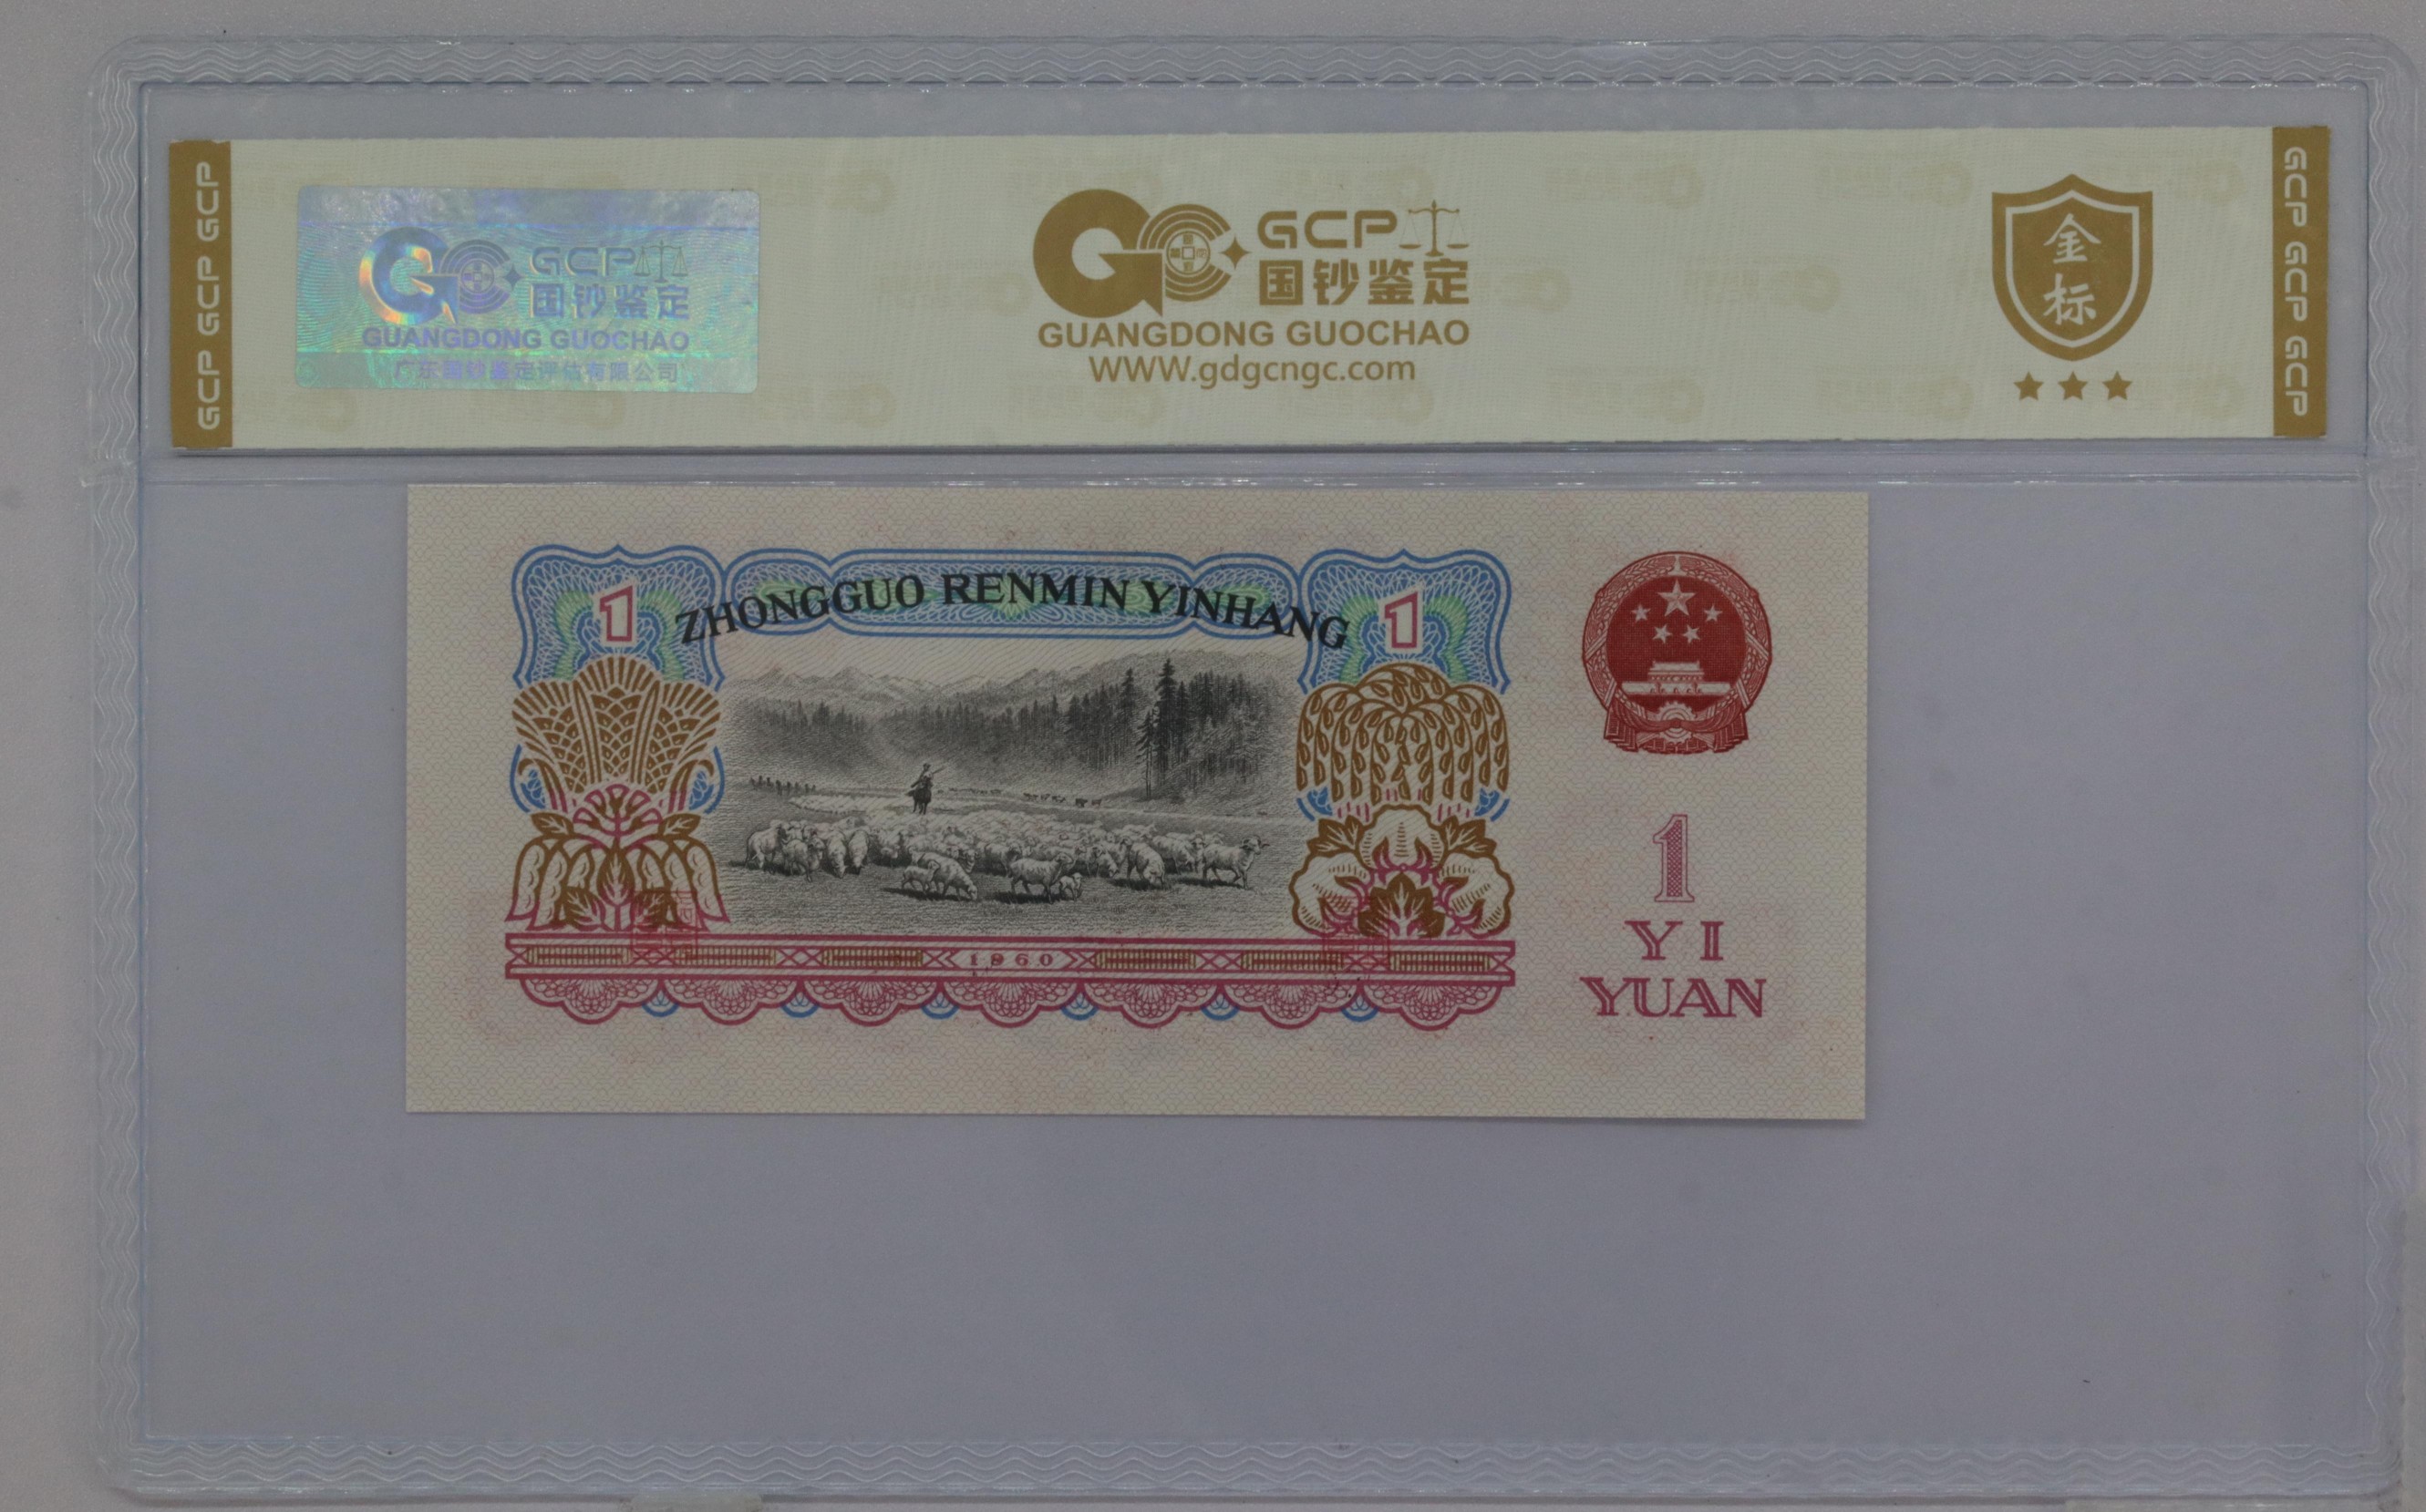 GCP GCP GCP
GCP
国钞鉴定
GUANGDONG GUOCHAO
广东国钞鉴定评估有限公司
GCP
国钞鉴定
GUANGDONG GUOCHAO
WWW.gdgcngc.com
金
标
GCP GCP GCP
1
ZHONGGUO RENMIN YINHANG
1
1
YI
YUAN
1960